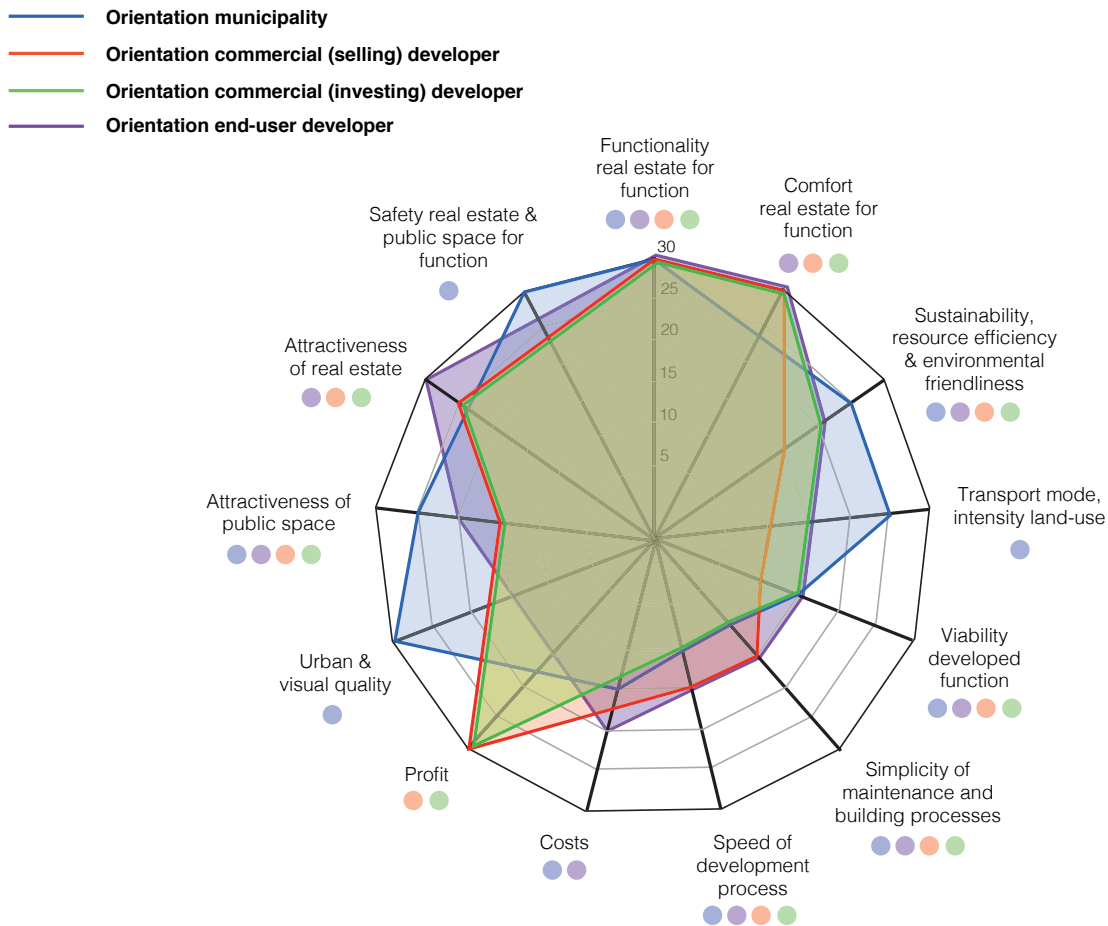 Orientation municipality
Orientation commercial (selling) developer
Orientation commercial (investing) developer
Orientation end-user developer
Functionality
real estate for
function
Comfort
real estate for
function
Safety real estate &
public space for
function
30
25
20
15
10
5
Sustainability,
resource efficiency
& environmental
friendliness
Attractiveness
of real estate
Transport mode,
intensity land-use
Attractiveness of
public space
Viability
developed
function
Urban &
visual quality
Simplicity of
maintenance and
building processes
Profit
Costs
Speed of
development
process